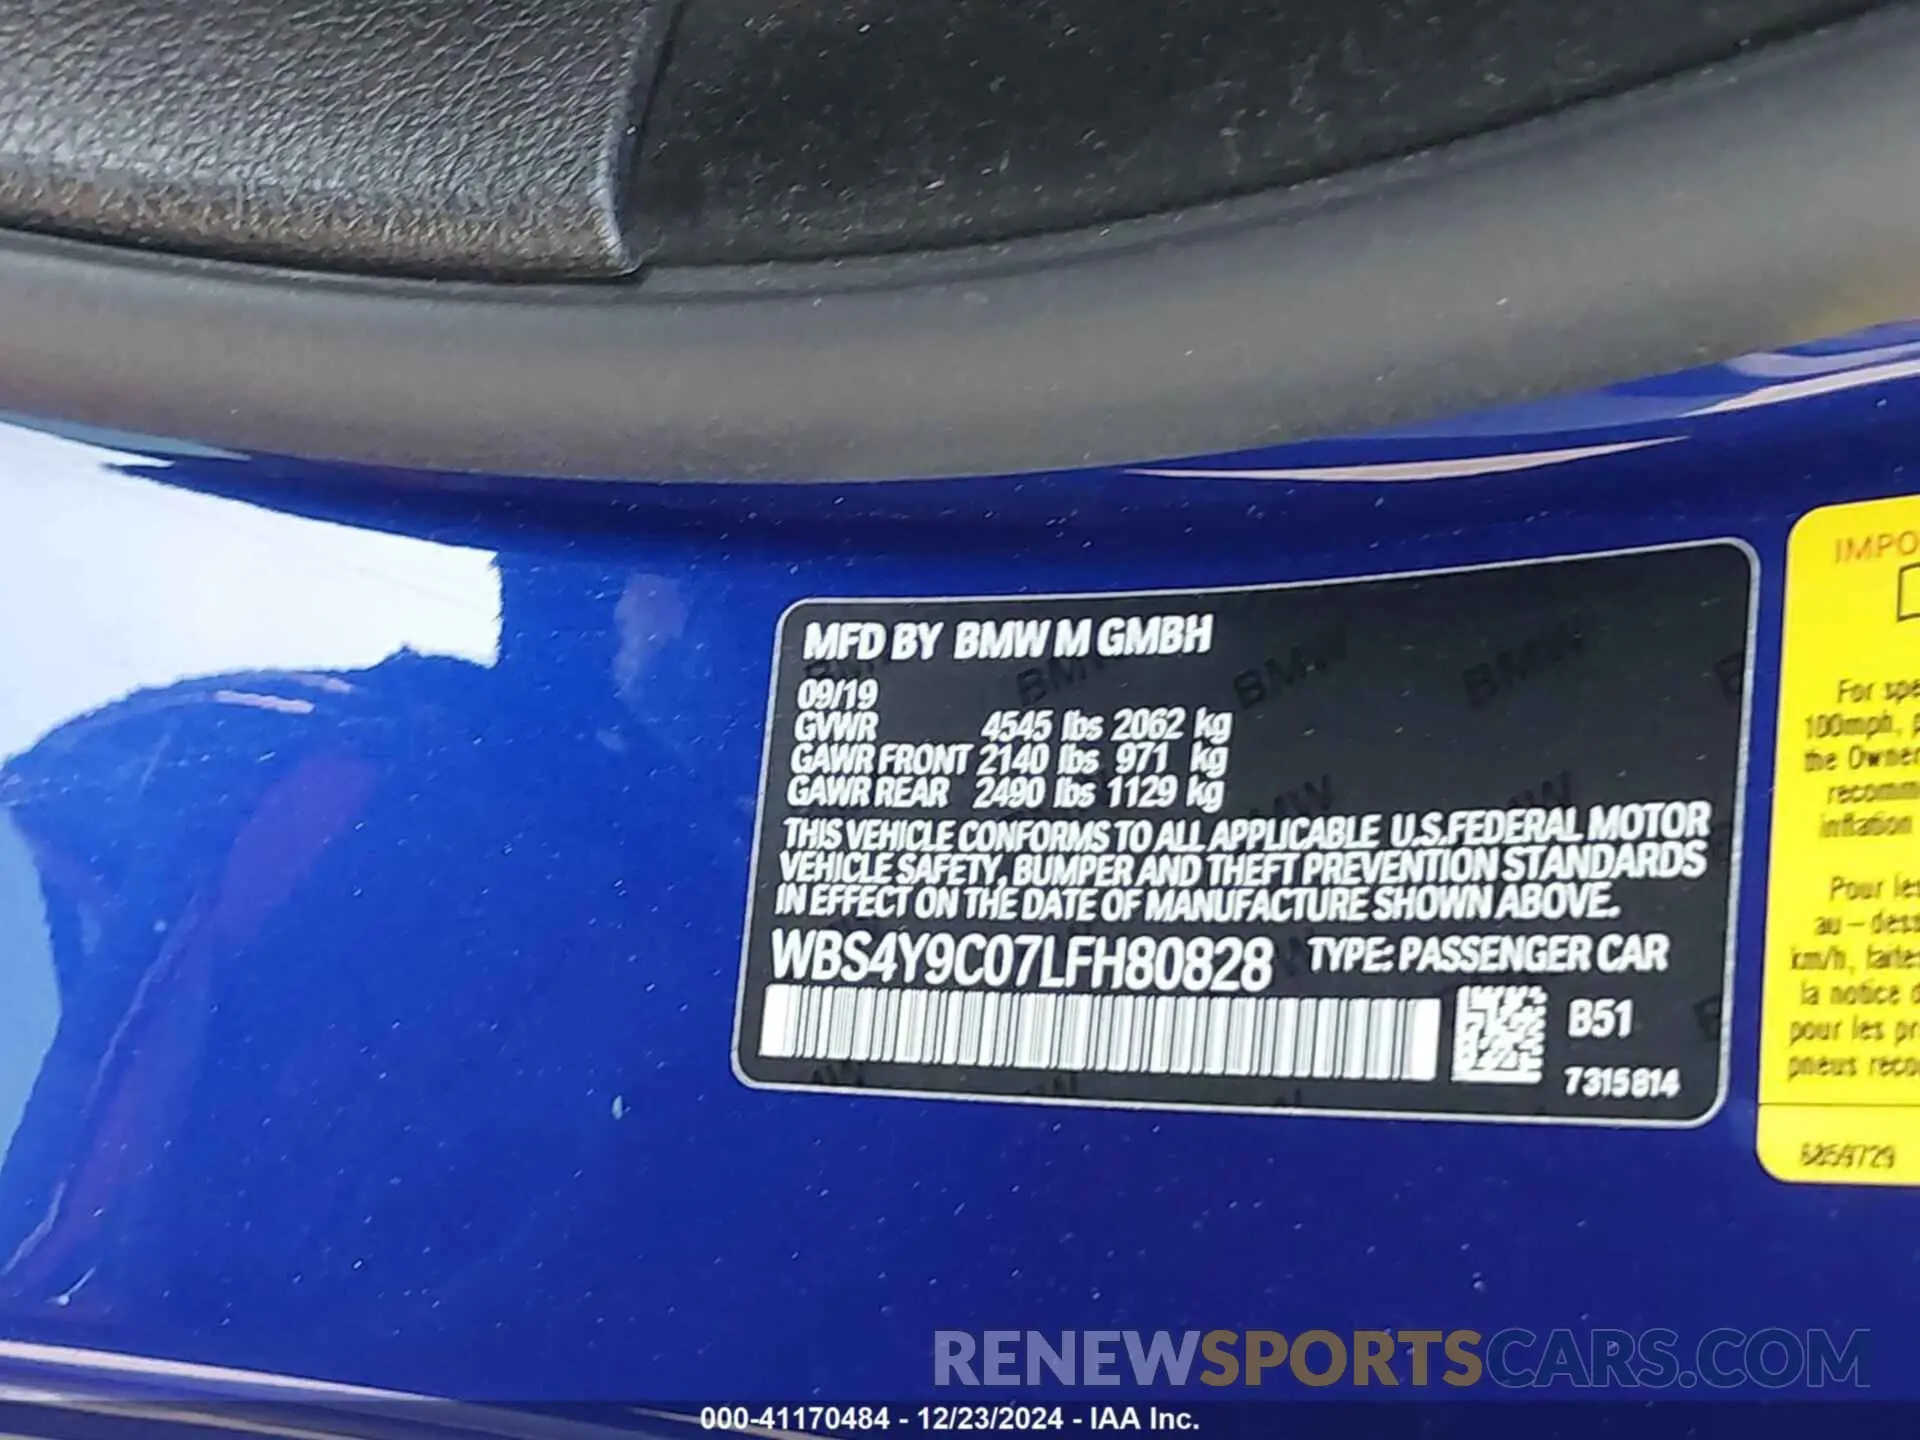 MFD BY BMW M GMBH
09/19
GVWR 4545 lbs 2062 kg
GAWR FRONT 2140 lbs 971 kg
GAWR REAR 2490 lbs 1129 kg
THIS VEHICLE CONFORMS TO ALL APPLICABLE U.S.FEDERAL MOTOR
VEHICLE SAFETY, BUMPER AND THEFT PREVENTION STANDARDS
IN EFFECT ON THE DATE OF MANUFACTURE SHOWN ABOVE.
WBS4Y9C07LFH80828 TYPE: PASSENGER CAR
B51
7315814
IMPO
For spe
100mph, p
the Owner
recomm
inflation
Pour les
au - dess
km/h, faites
la notice d
pour les pr
pneus reco
6859729
RENEWSPORTSCARS.COM
000-41170484 - 12/23/2024 - IAA Inc.